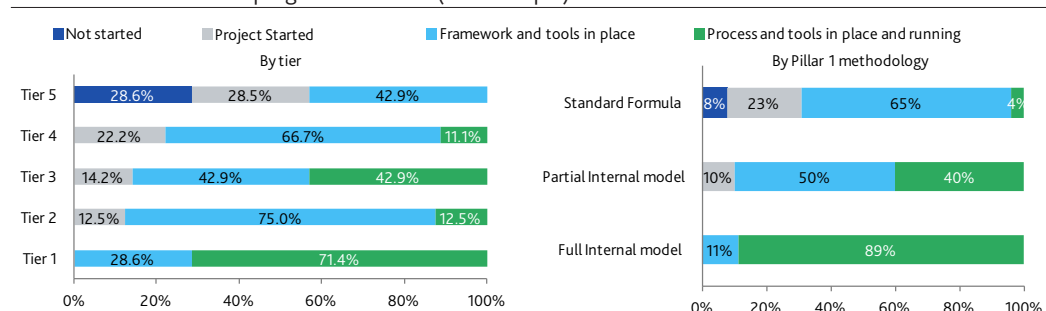 Not started Project Started Framework and tools in place Process and tools in place and running
By tier
Tier 5 28.6% 28.5% 42.9%
Tier 4 22.2% 66.7% 11.1%
Tier 3 14.2% 42.9% 42.9%
Tier 2 12.5% 75.0% 12.5%
Tier 1 28.6% 71.4%
0% 20% 40% 60% 80% 100%
By Pillar 1 methodology
Standard Formula 8% 23% 65% 4%
Partial Internal model 10% 50% 40%
Full Internal model 11% 89%
0% 20% 40% 60% 80% 100%